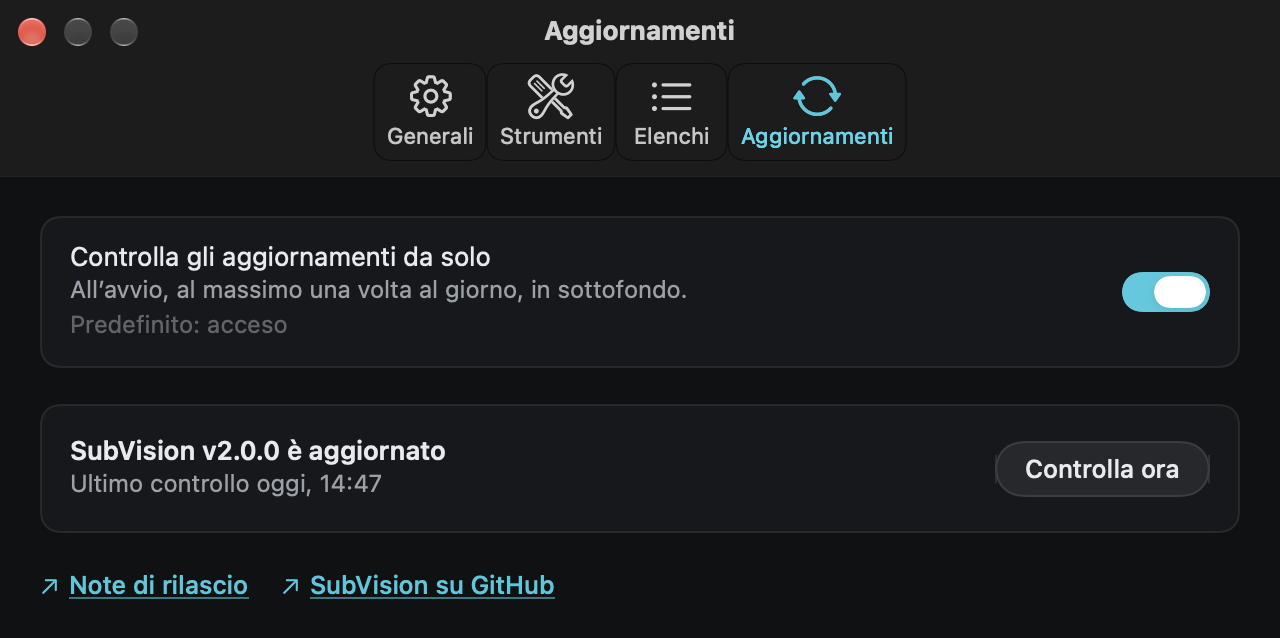 Aggiornamenti
Generali
Strumenti
Elenchi
Aggiornamenti
Controlla gli aggiornamenti da solo
All’avvio, al massimo una volta al giorno, in sottofondo.
Predefinito: acceso
SubVision v2.0.0 è aggiornato
Ultimo controllo oggi, 14:47
Controlla ora
Note di rilascio
SubVision su GitHub